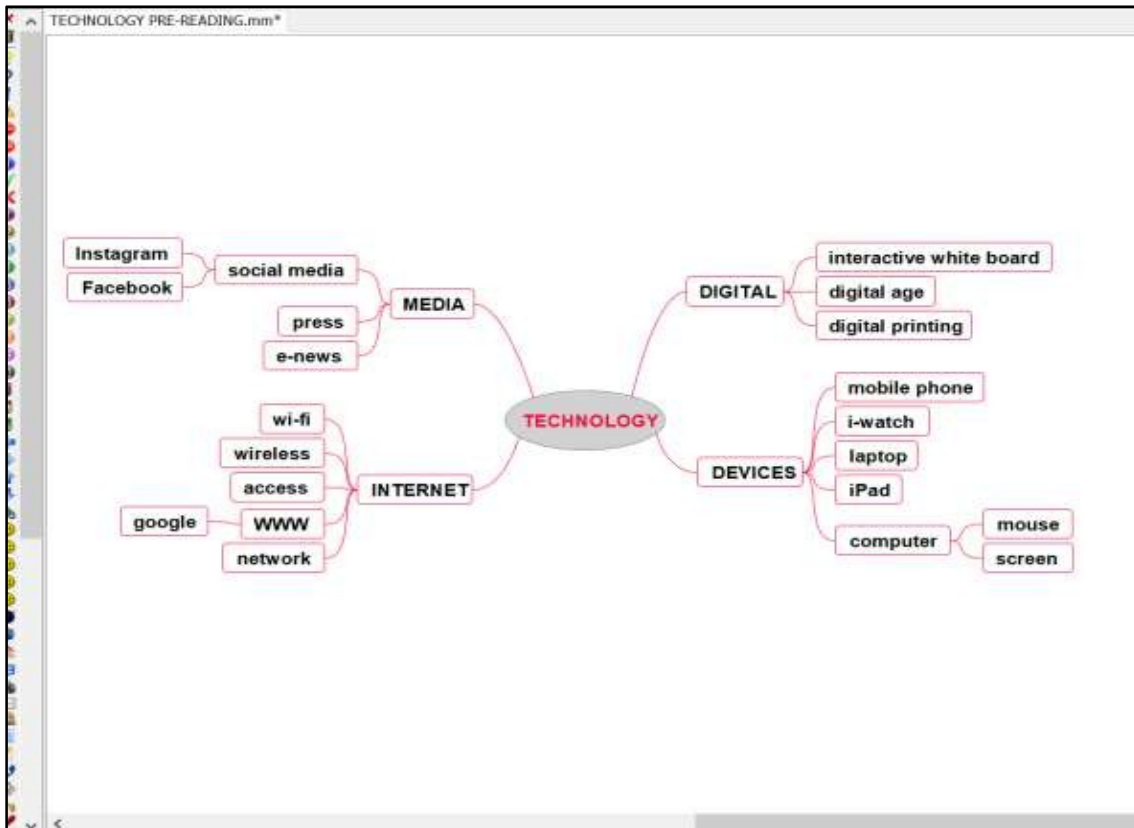 TECHNOLOGY PRE-READING.mm*
TECHNOLOGY
MEDIA
social media
Instagram
Facebook
press
e-news
INTERNET
wi-fi
wireless
access
WWW
google
network
DIGITAL
interactive white board
digital age
digital printing
DEVICES
mobile phone
i-watch
laptop
iPad
computer
mouse
screen